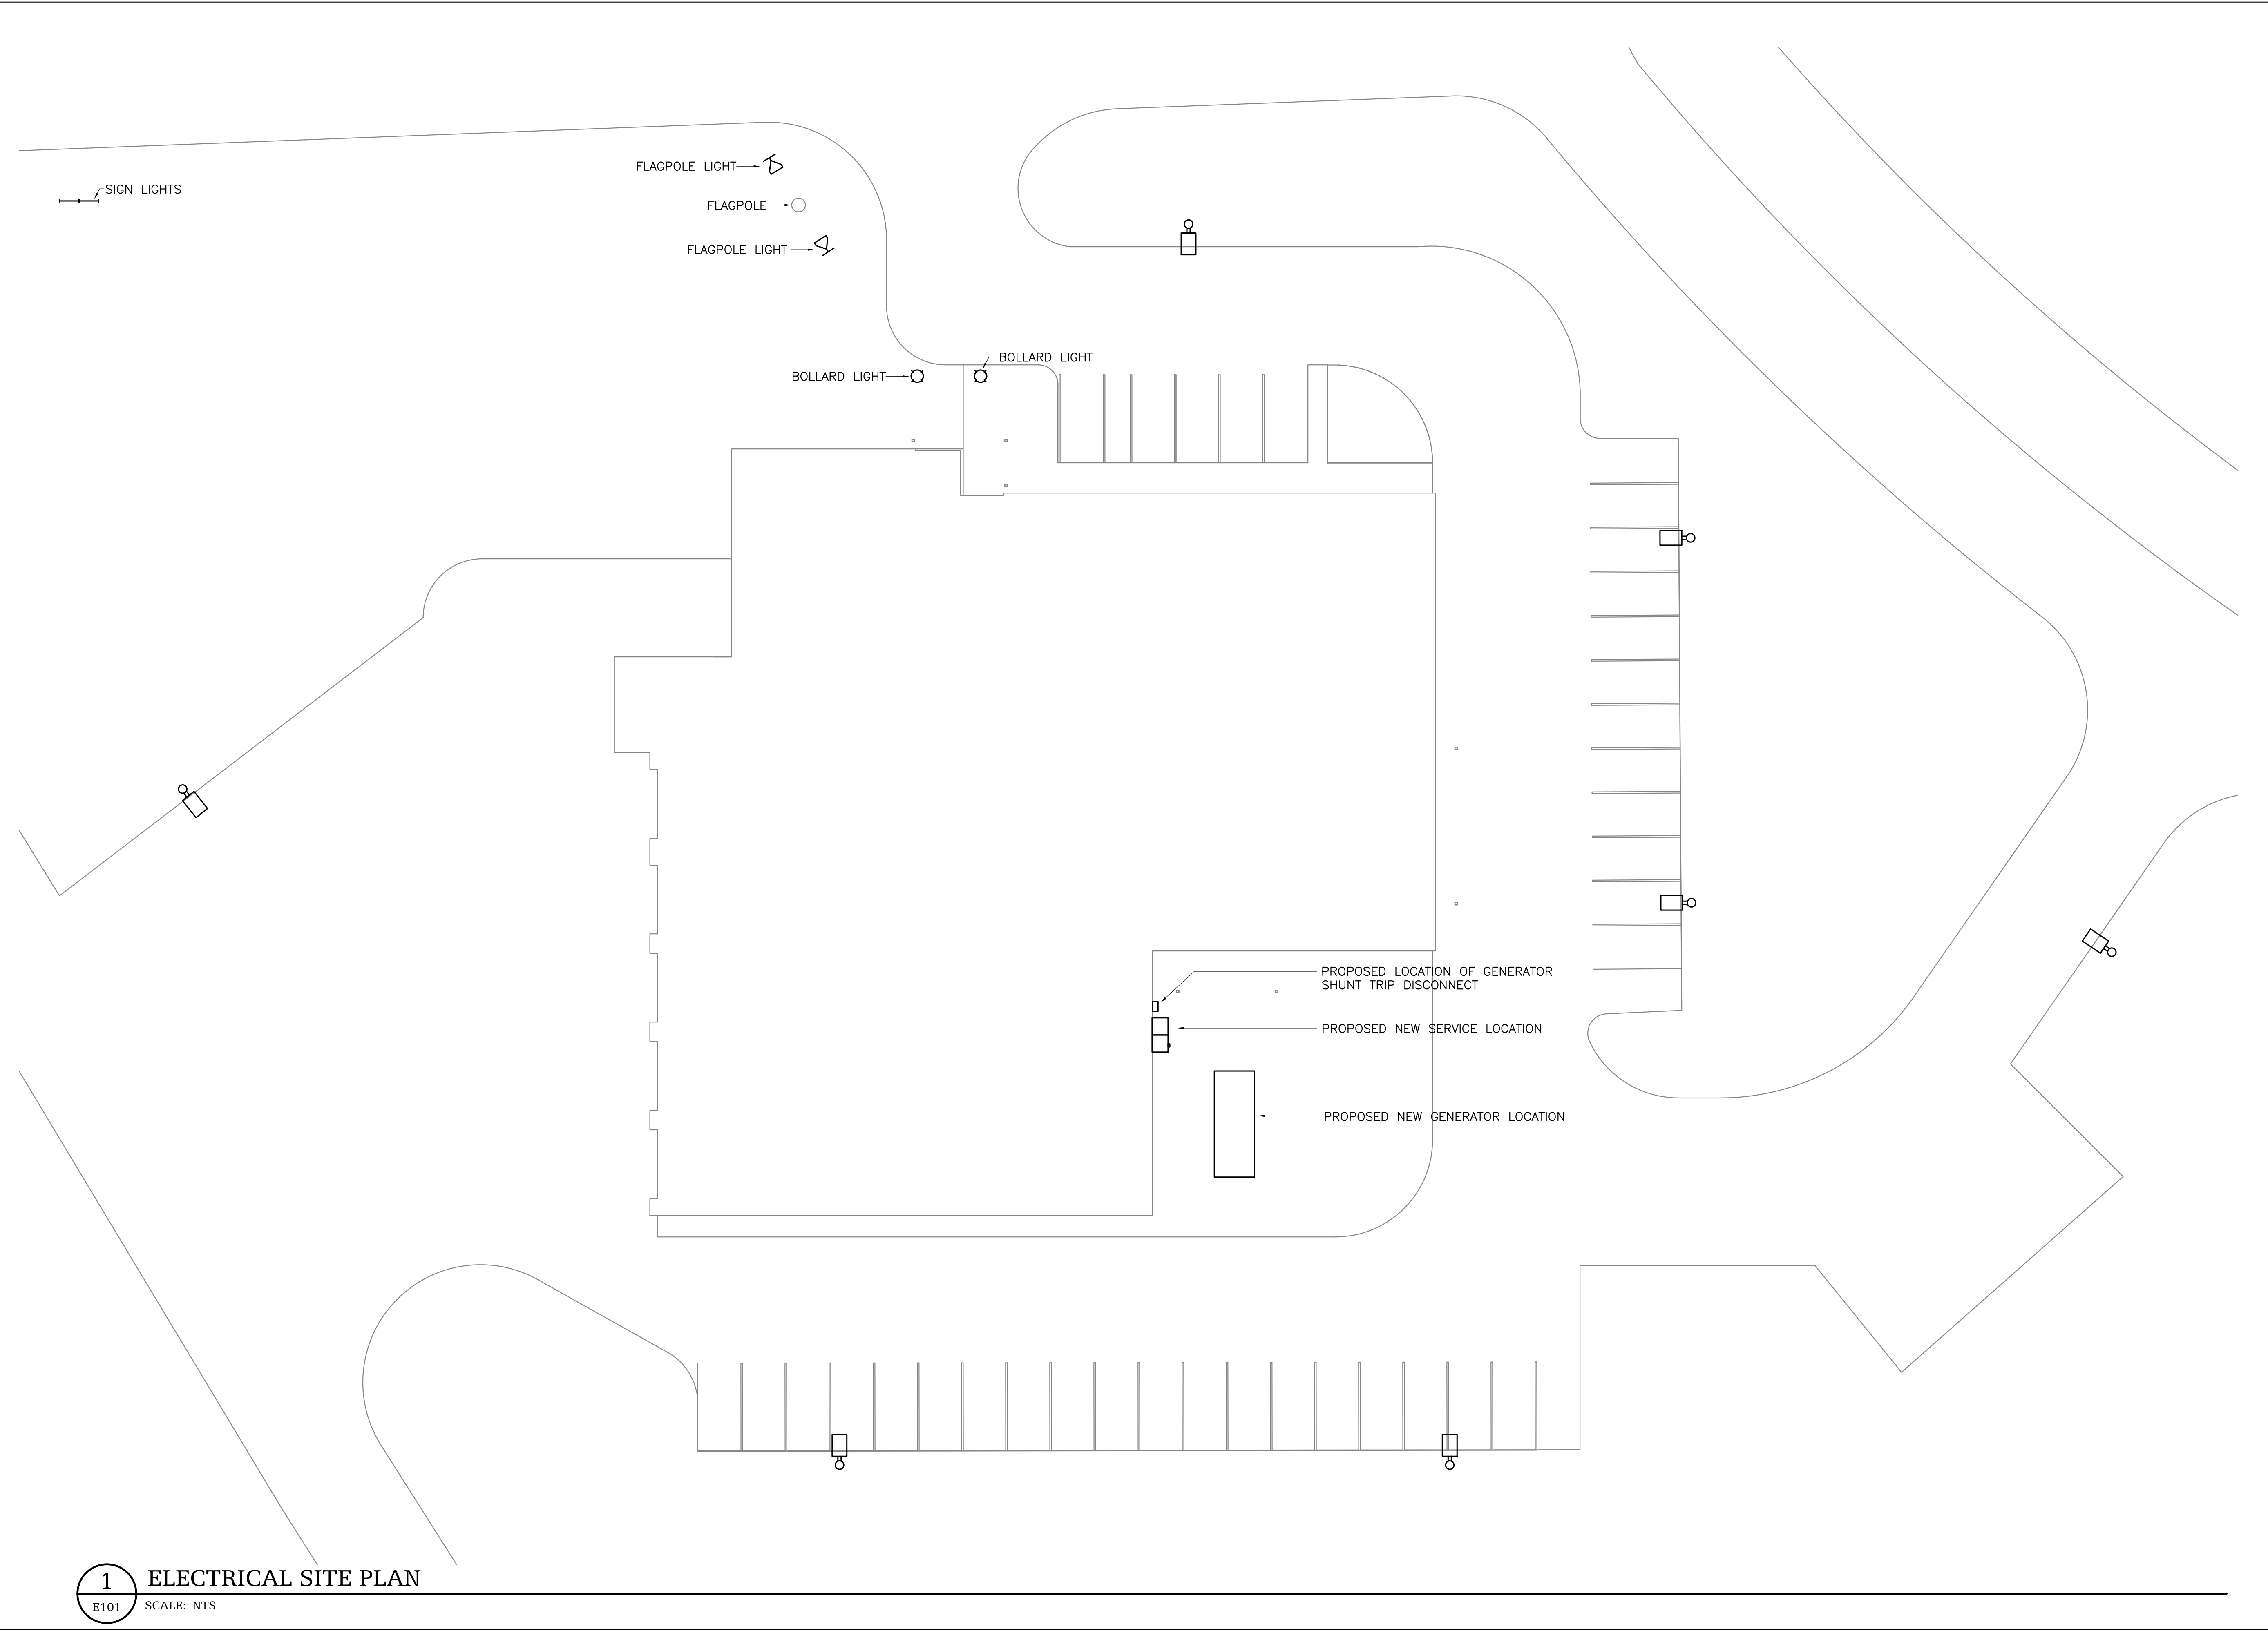 FLAGPOLE LIGHT
SIGN LIGHTS
FLAGPOLE
FLAGPOLE LIGHT
BOLLARD LIGHT
BOLLARD LIGHT
PROPOSED LOCATION OF GENERATOR
SHUNT TRIP DISCONNECT
PROPOSED NEW SERVICE LOCATION
PROPOSED NEW GENERATOR LOCATION
1
ELECTRICAL SITE PLAN
E101
SCALE: NTS